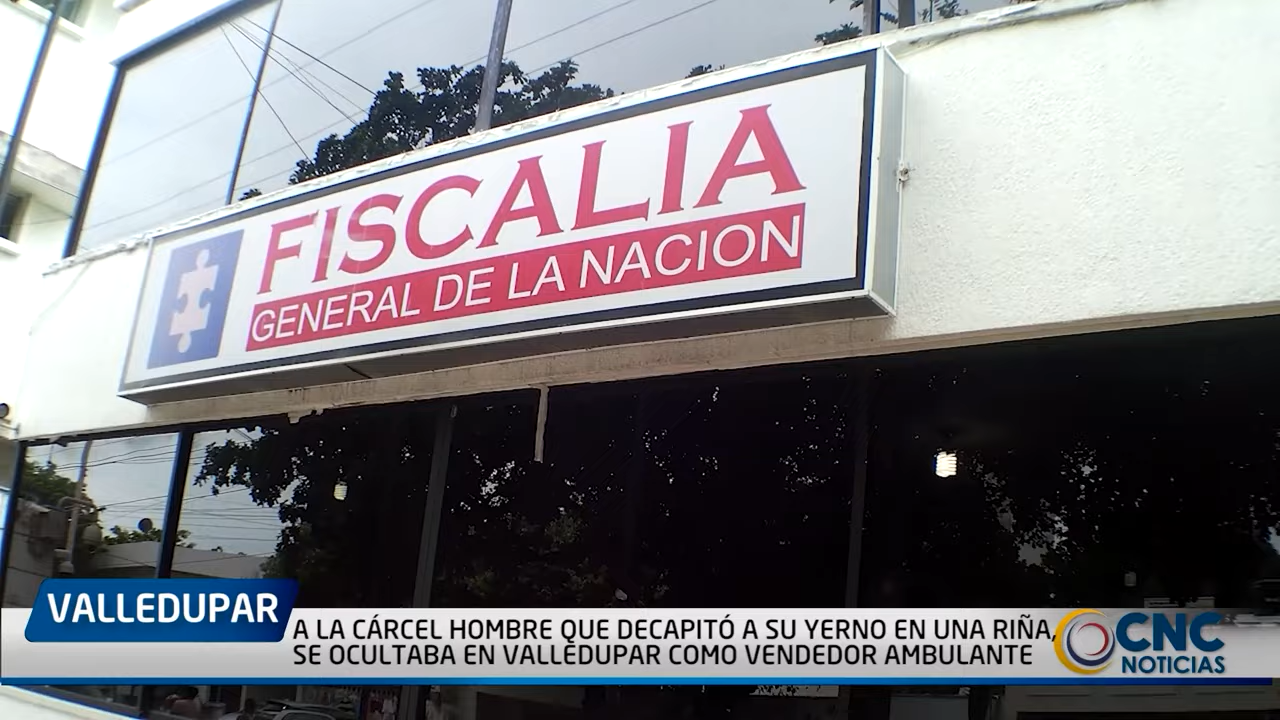 FISCALIA
GENERAL DE LA NACION
VALLEDUPAR
A LA CÁRCEL HOMBRE QUE DECAPITÓ A SU YERNO EN UNA RIÑA,
SE OCULTABA EN VALLEDUPAR COMO VENDEDOR AMBULANTE
CNC
NOTICIAS